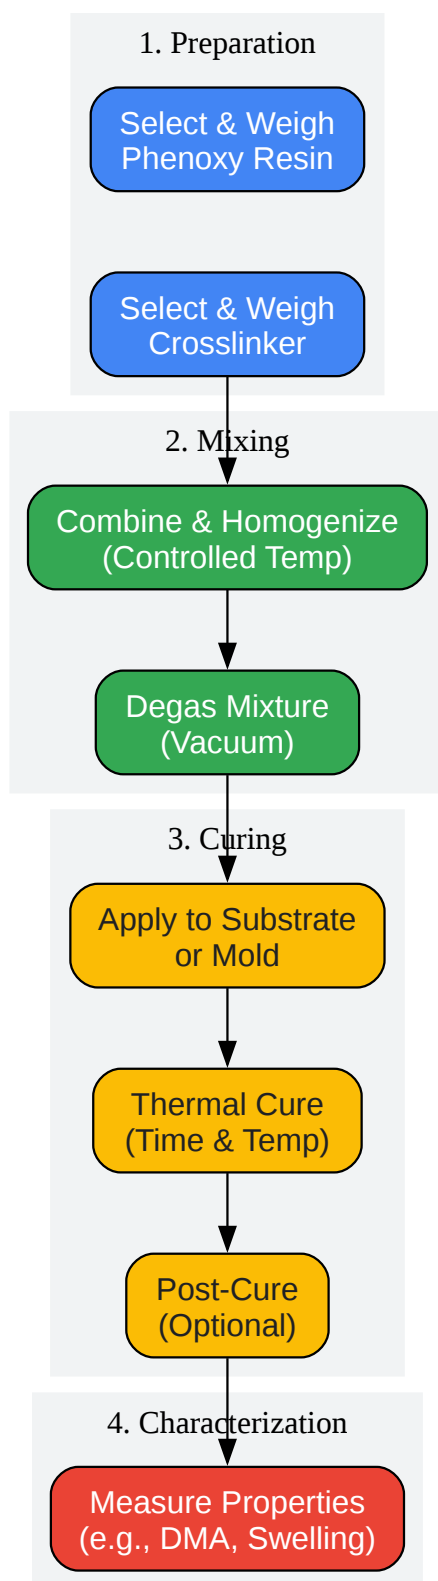 1. Preparation
Select & Weigh
Phenoxy Resin
Select & Weigh
Crosslinker
2. Mixing
Combine & Homogenize
(Controlled Temp)
Degas Mixture
(Vacuum)
3. Curing
Apply to Substrate
or Mold
Thermal Cure
(Time & Temp)
Post-Cure
(Optional)
4. Characterization
Measure Properties
(e.g., DMA, Swelling)